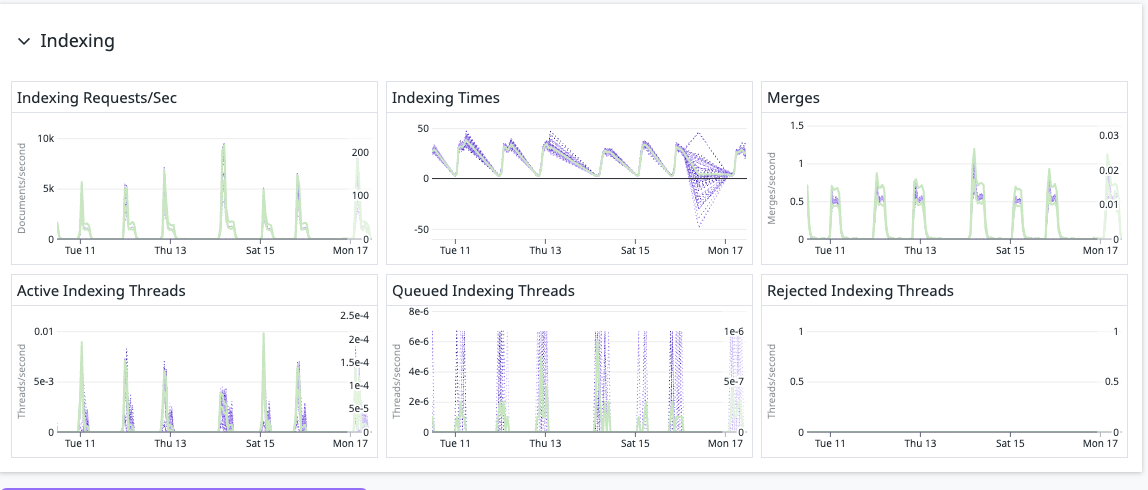 Indexing
Indexing Requests/Sec
Documents/second
10k
5k
0
200
100
0
Tue 11 Thu 13 Sat 15 Mon 17
Indexing Times
50
0
-50
Tue 11 Thu 13 Sat 15 Mon 17
Merges
Merges/second
1.5
1
0.5
0
0.03
0.02
0.01
0
Tue 11 Thu 13 Sat 15 Mon 17
Active Indexing Threads
Threads/second
0.01
5e-3
0
2.5e-4
2e-4
1.5e-4
1e-4
5e-5
0
Tue 11 Thu 13 Sat 15 Mon 17
Queued Indexing Threads
Threads/second
8e-6
6e-6
4e-6
2e-6
0
1e-6
5e-7
0
Tue 11 Thu 13 Sat 15 Mon 17
Rejected Indexing Threads
Threads/second
1
0.5
0
1
0.5
0
Tue 11 Thu 13 Sat 15 Mon 17